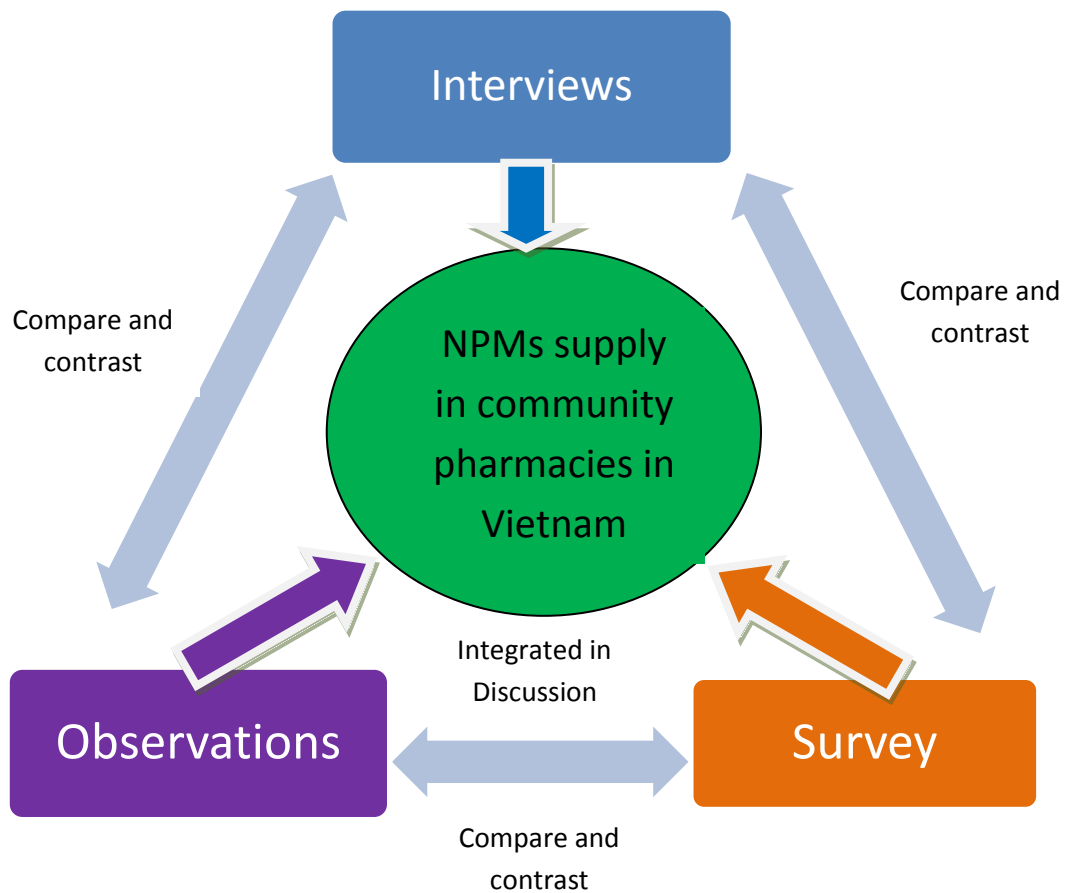 Interviews
Compare and
contrast
Compare and
contrast
NPMs supply
in community
pharmacies in
Vietnam
Integrated in
Discussion
Observations
Survey
Compare and
contrast